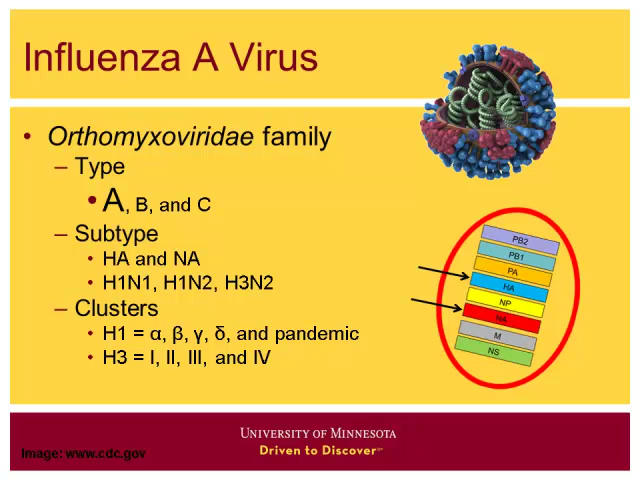 Influenza A Virus
• Orthomyxoviridae family
– Type
• A, B, and C
– Subtype
• HA and NA
• H1N1, H1N2, H3N2
– Clusters
• H1 = α, β, γ, δ, and pandemic
• H3 = I, II, III, and IV
PB2
PB1
PA
HA
NP
NA
M
NS
UNIVERSITY OF MINNESOTA
Driven to Discover℠
Image: www.cdc.gov